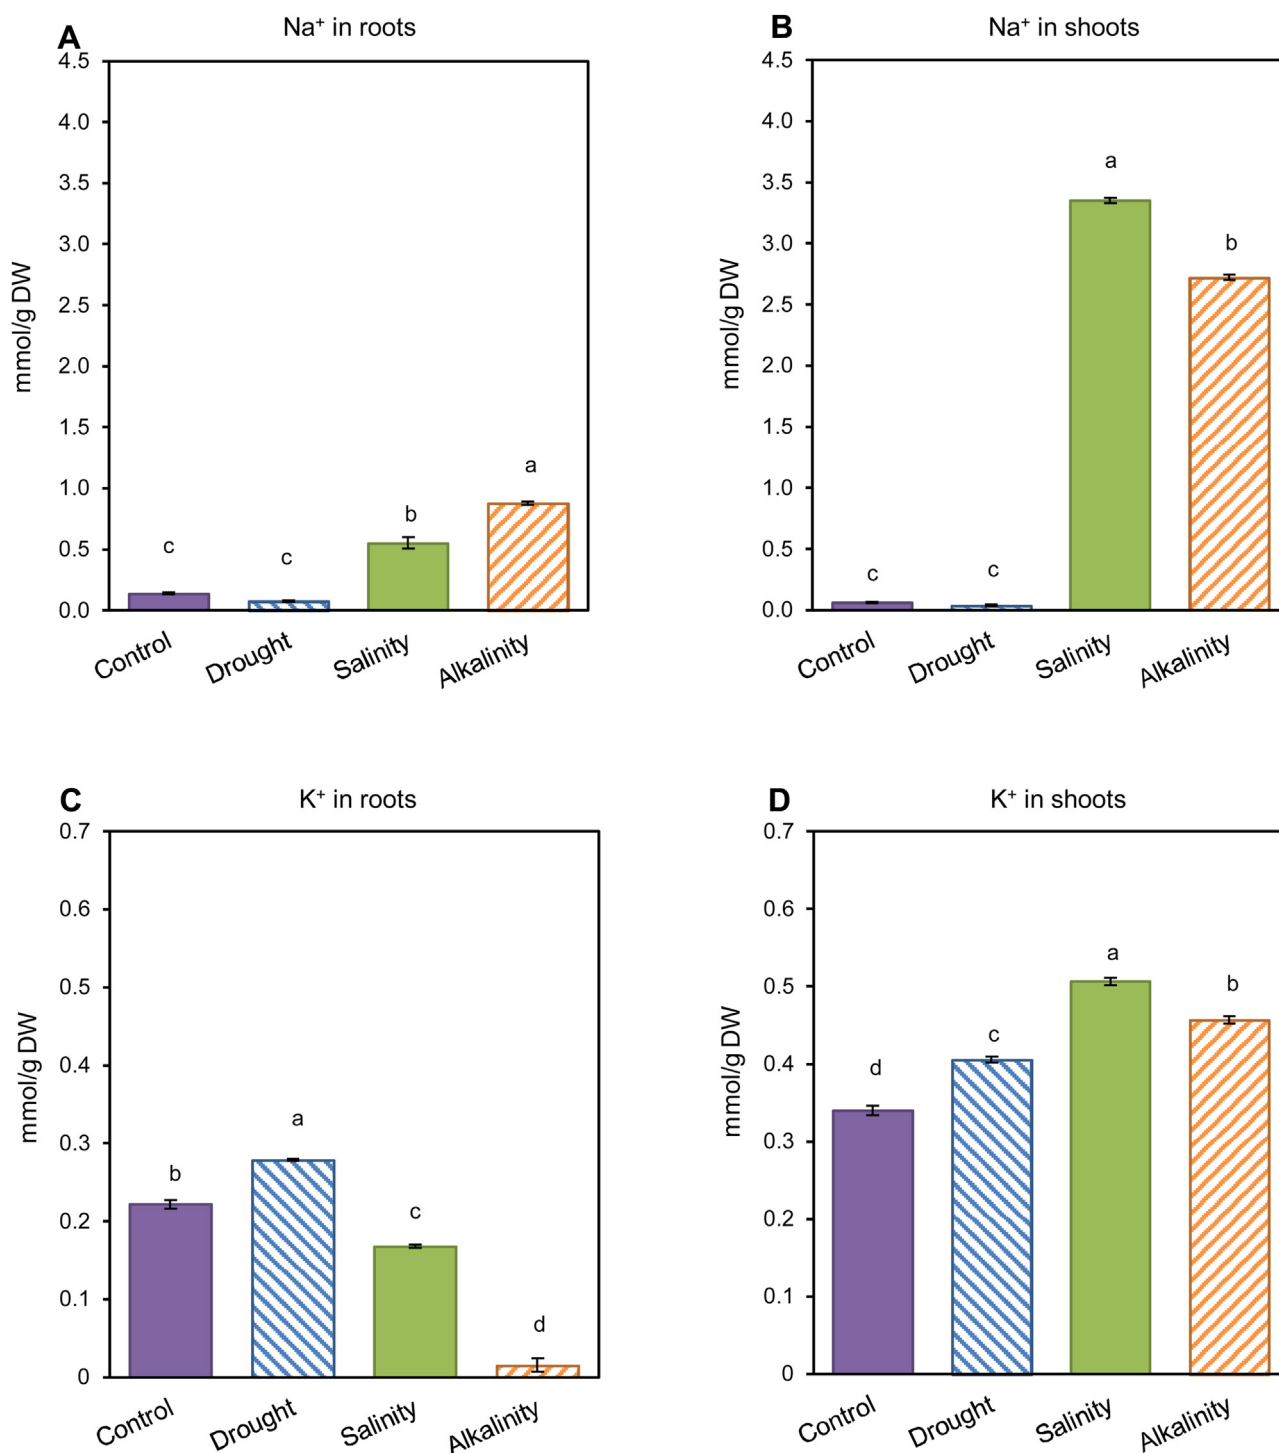 A
Na⁺ in roots
4.5
4.0
3.5
3.0
2.5
2.0
1.5
1.0
0.5
0.0
mmol/g DW
c
c
b
a
Control
Drought
Salinity
Alkalinity
B
Na⁺ in shoots
4.5
4.0
3.5
3.0
2.5
2.0
1.5
1.0
0.5
0.0
mmol/g DW
c
c
a
b
Control
Drought
Salinity
Alkalinity
C
K⁺ in roots
0.7
0.6
0.5
0.4
0.3
0.2
0.1
0
mmol/g DW
b
a
c
d
Control
Drought
Salinity
Alkalinity
D
K⁺ in shoots
0.7
0.6
0.5
0.4
0.3
0.2
0.1
0
mmol/g DW
d
c
a
b
Control
Drought
Salinity
Alkalinity